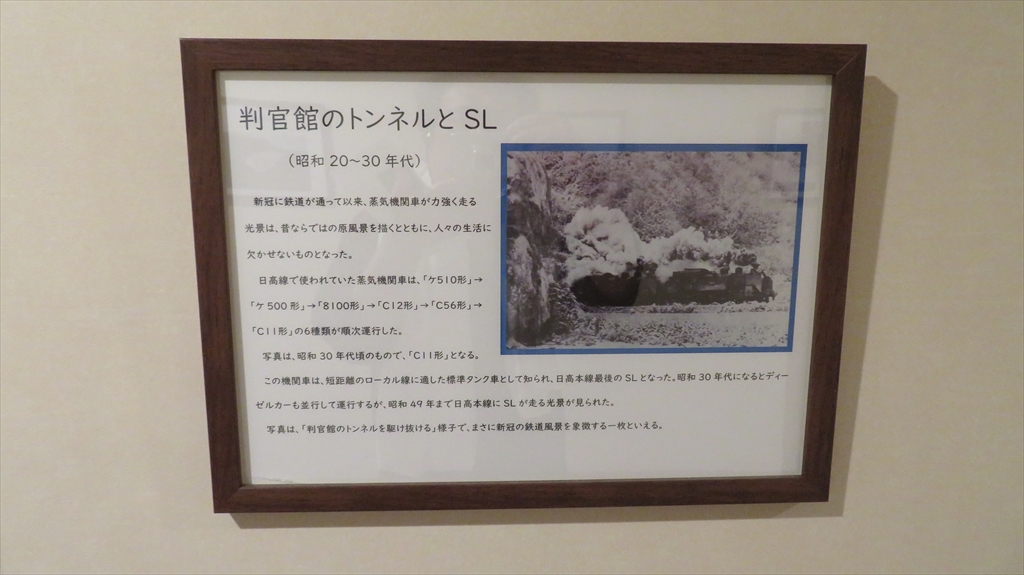 判官館のトンネルと SL
（昭和 20～30 年代）
新冠に鉄道が通って以来、蒸気機関車が力強く走る
光景は、昔ならではの原風景を描くとともに、人々の生活に
欠かせないものとなった。
日高線で使われていた蒸気機関車は、「ケ510形」→
「ケ 500 形」→「8100形」→「C12形」→「C56形」→
「C11形」の6種類が順次運行した。
写真は、昭和 30 年代頃のもので、「C11形」となる。
この機関車は、短距離のローカル線に適した標準タンク車として知られ、日高本線最後の SL となった。昭和 30 年代になるとディー
ゼルカーも並行して運行するが、昭和 49 年まで日高本線に SL が走る光景が見られた。
写真は、「判官館のトンネルを駆け抜ける」様子で、まさに新冠の鉄道風景を象徴する一枚といえる。